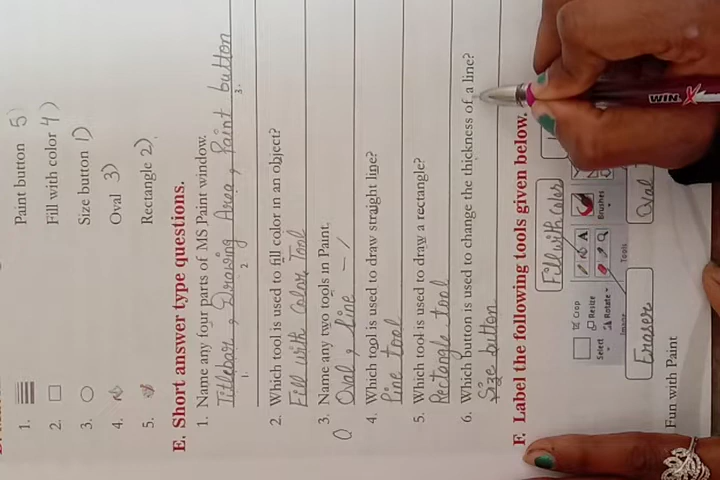 1. Paint button 5)
2. Fill with color 4)
3. Size button 1)
4. Oval 3)
5. Rectangle 2)
E. Short answer type questions.
1. Name any four parts of MS Paint window.
Titlebar, Drawing Area, Paint button
1. 2. 3.
2. Which tool is used to fill color in an object?
Fill with color Tool
3. Name any two tools in Paint.
Oval, line
4. Which tool is used to draw straight line?
Line tool
5. Which tool is used to draw a rectangle?
Rectangle tool
6. Which button is used to change the thickness of a line?
Size button
F. Label the following tools given below.
Fill with color
Crop
Resize
Rotate
Select
A
Brushes
Image
Tools
Eraser
Oval
Fun with Paint
WIN X